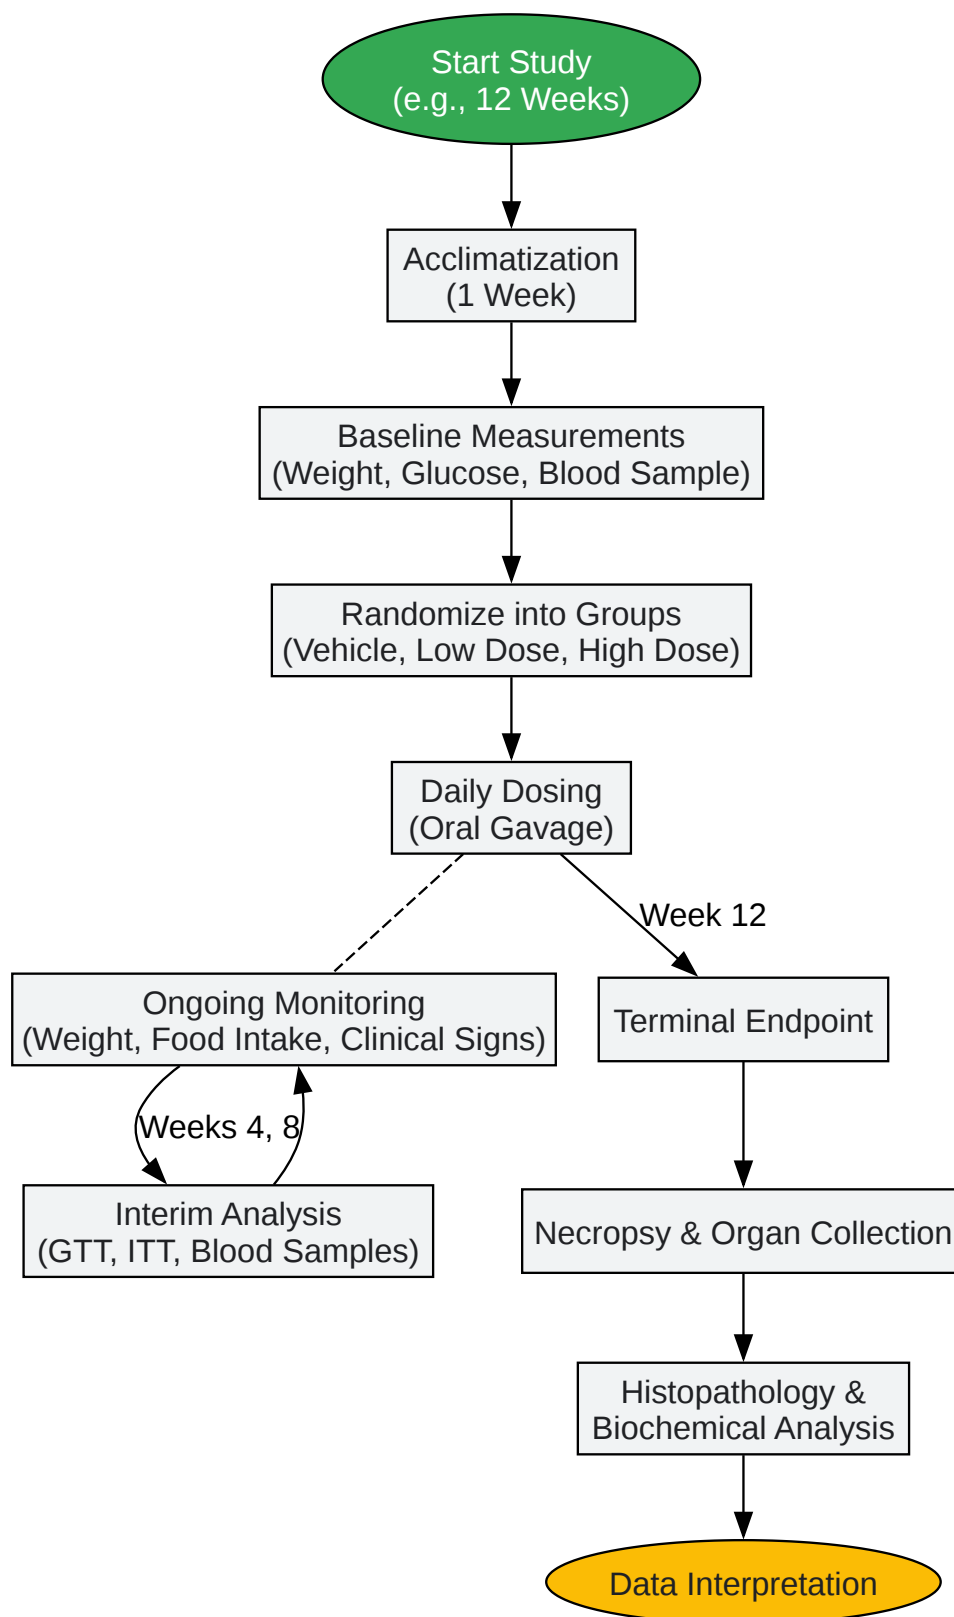 Start Study
(e.g., 12 Weeks)
Acclimatization
(1 Week)
Baseline Measurements
(Weight, Glucose, Blood Sample)
Randomize into Groups
(Vehicle, Low Dose, High Dose)
Daily Dosing
(Oral Gavage)
Week 12
Ongoing Monitoring
(Weight, Food Intake, Clinical Signs)
Terminal Endpoint
Weeks 4, 8
Interim Analysis
(GTT, ITT, Blood Samples)
Necropsy & Organ Collection
Histopathology &
Biochemical Analysis
Data Interpretation